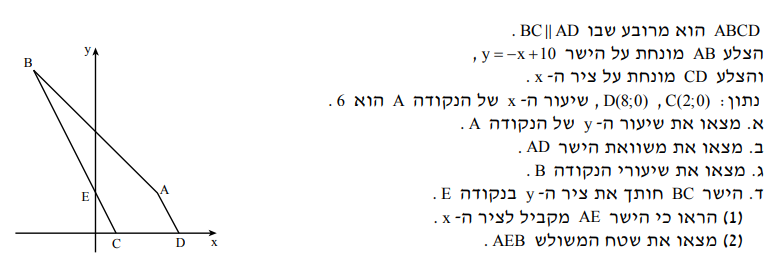 ABCD הוא מרובע שבו BC || AD .
הצלע AB מונחת על הישר y = −x + 10 ,
והצלע CD מונחת על ציר ה- x .
נתון: C(2;0) , D(8;0) , שיעור ה- x של הנקודה A הוא 6 .
א. מצאו את שיעור ה- y של הנקודה A .
ב. מצאו את משוואת הישר AD .
ג. מצאו את שיעורי הנקודה B .
ד. הישר BC חותך את ציר ה- y בנקודה E .
(1) הראו כי הישר AE מקביל לציר ה- x .
(2) מצאו את שטח המשולש AEB .
y
B
E
A
C
D
x